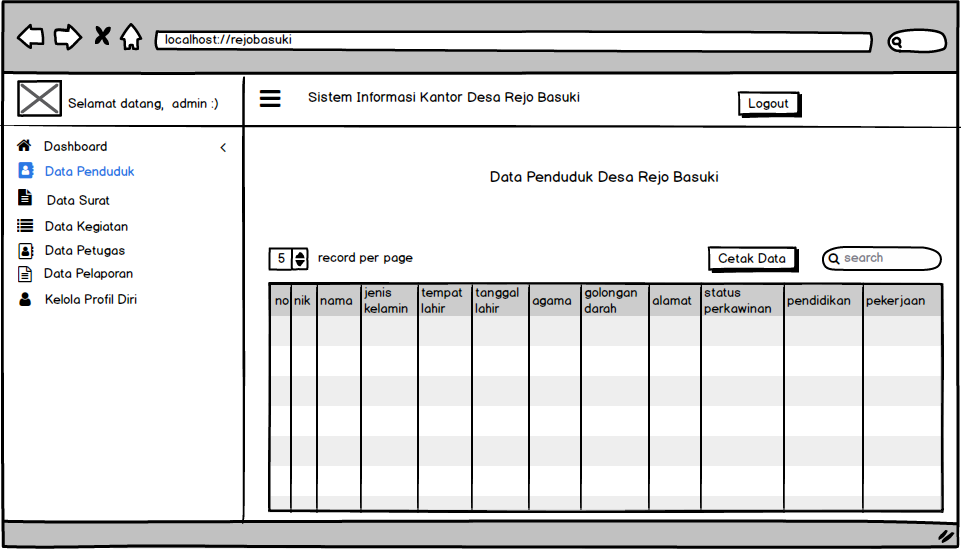 localhost://rejobasuki
Selamat datang, admin :)
Sistem Informasi Kantor Desa Rejo Basuki
Logout
Dashboard
Data Penduduk
Data Surat
Data Kegiatan
Data Petugas
Data Pelaporan
Kelola Profil Diri
Data Penduduk Desa Rejo Basuki
5 record per page
Cetak Data
search
no nik nama jenis kelamin tempat lahir tanggal lahir agama golongan darah alamat status perkawinan pendidikan pekerjaan